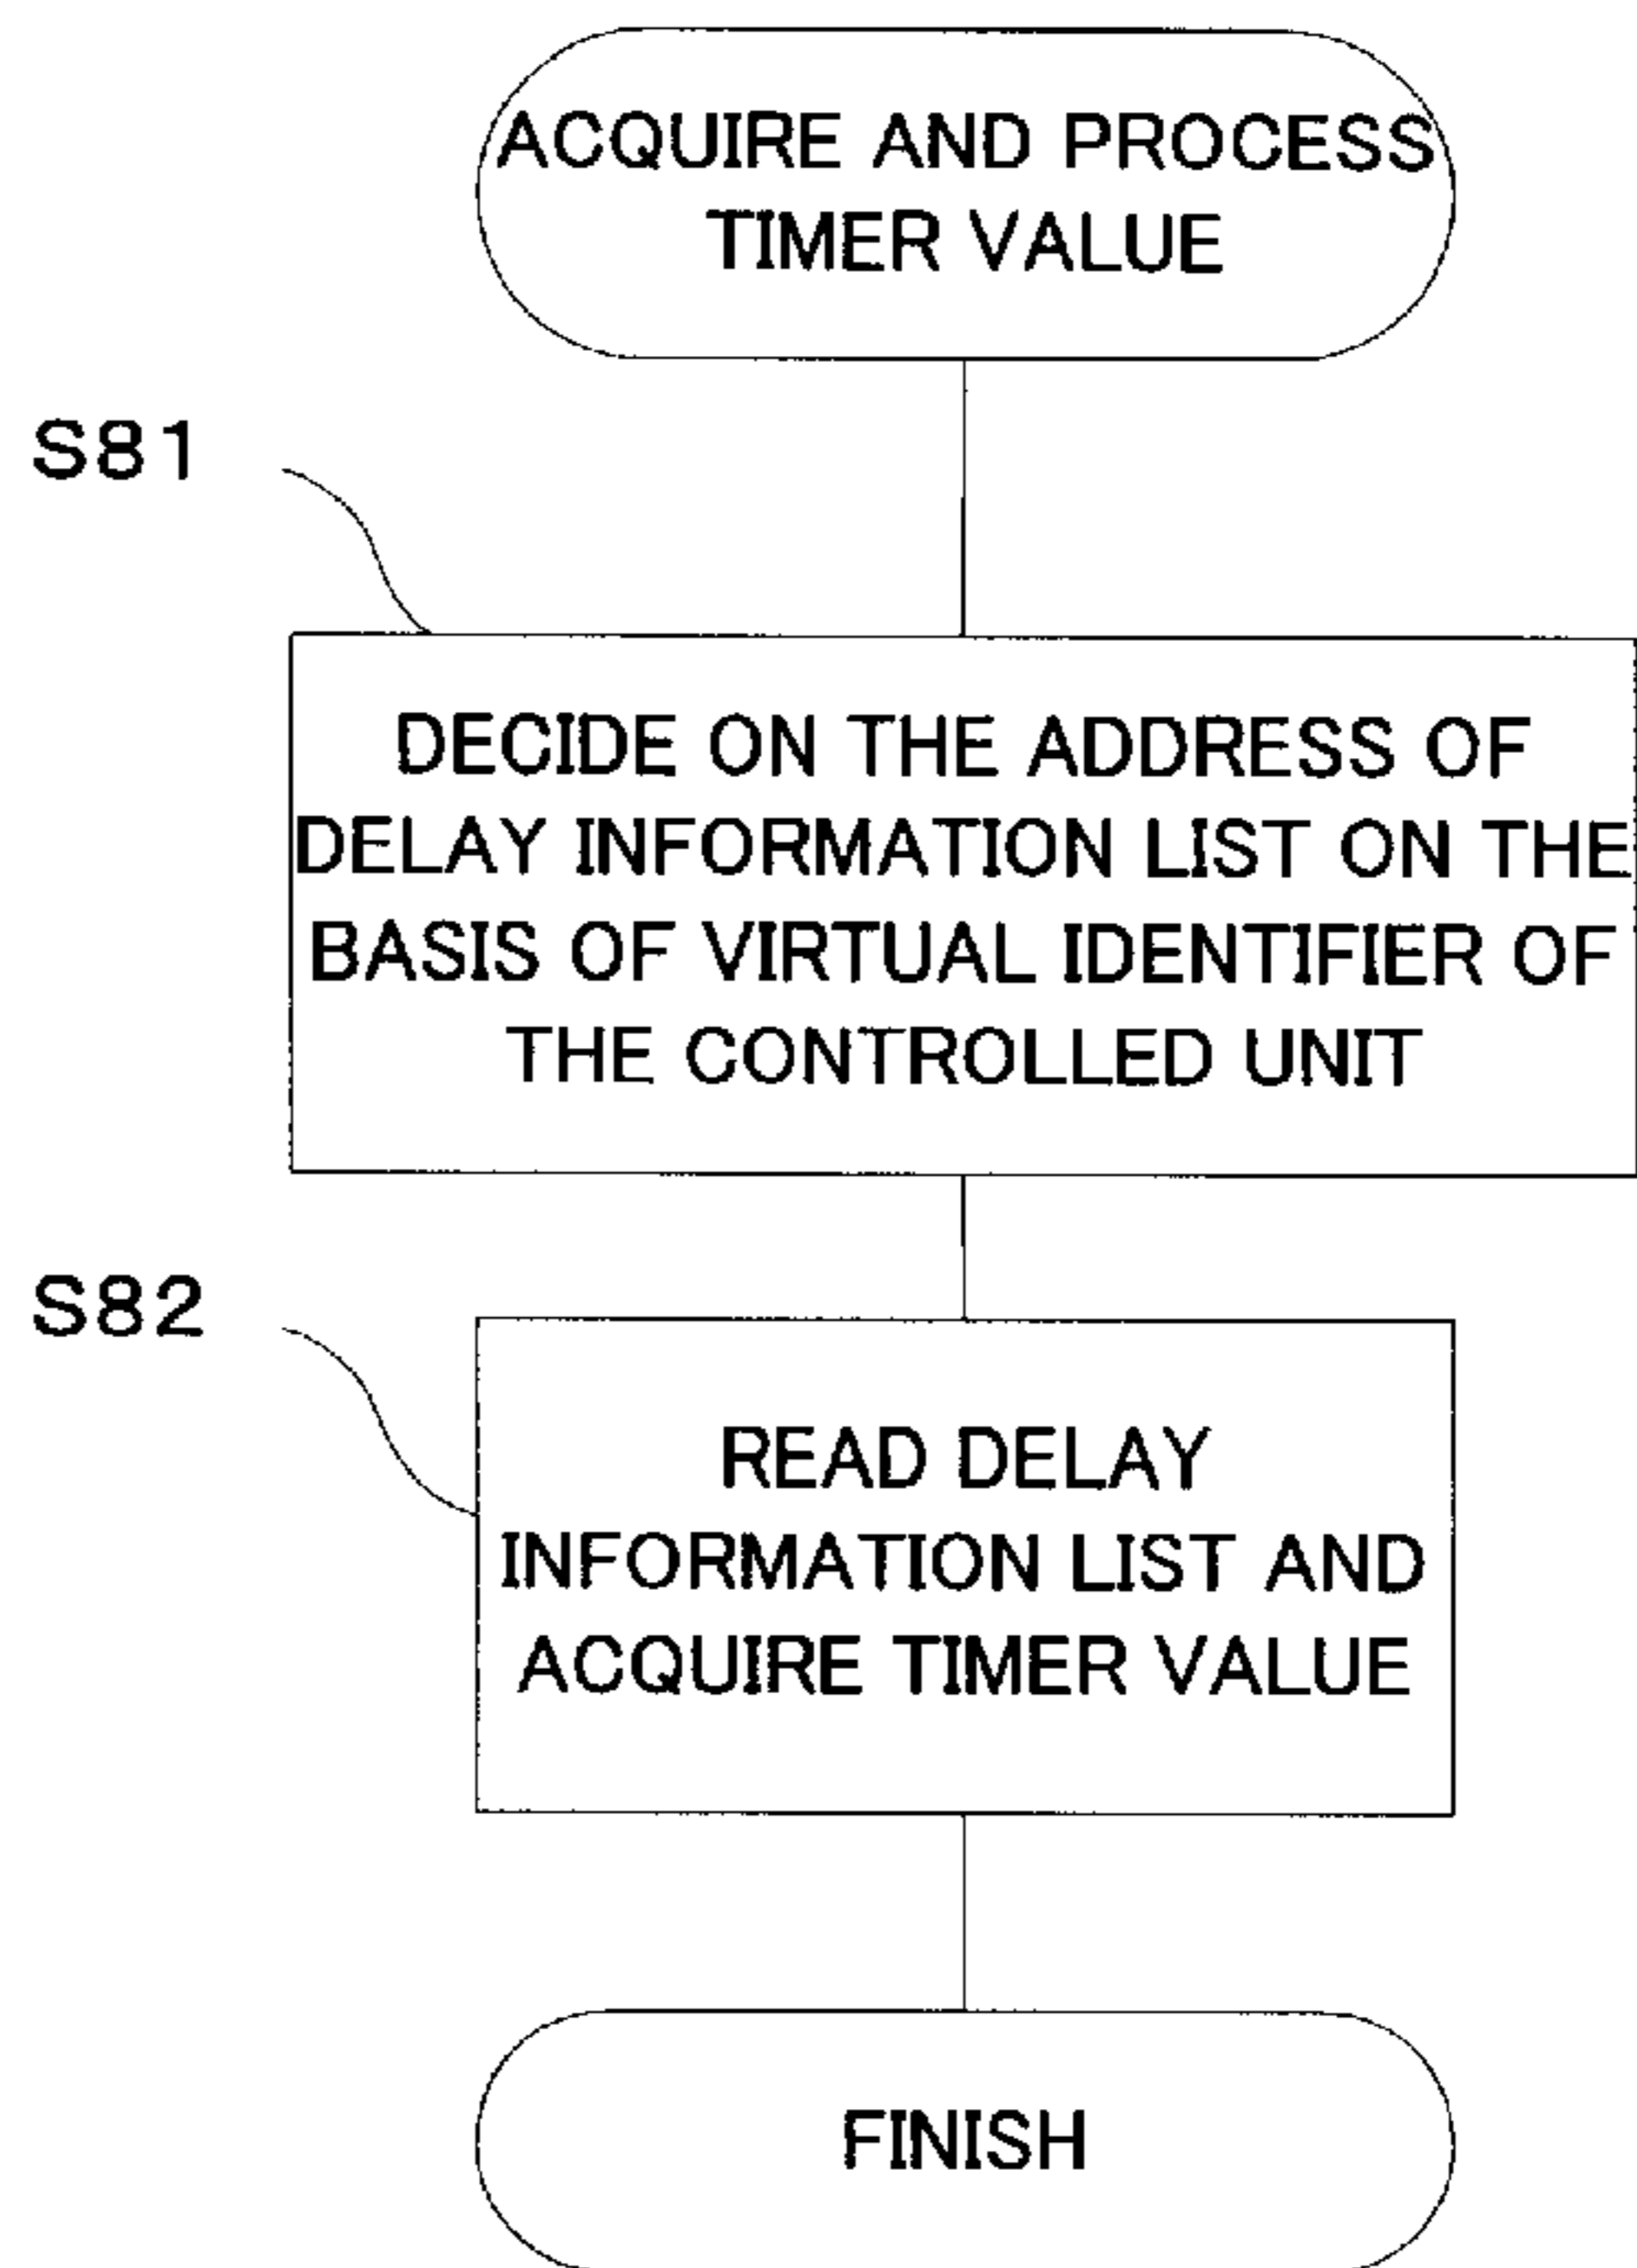 ACQUIRE AND PROCESS
TIMER VALUE
S81
DECIDE ON THE ADDRESS OF
DELAY INFORMATION LIST ON THE
BASIS OF VIRTUAL IDENTIFIER OF
THE CONTROLLED UNIT
S82
READ DELAY
INFORMATION LIST AND
ACQUIRE TIMER VALUE
FINISH